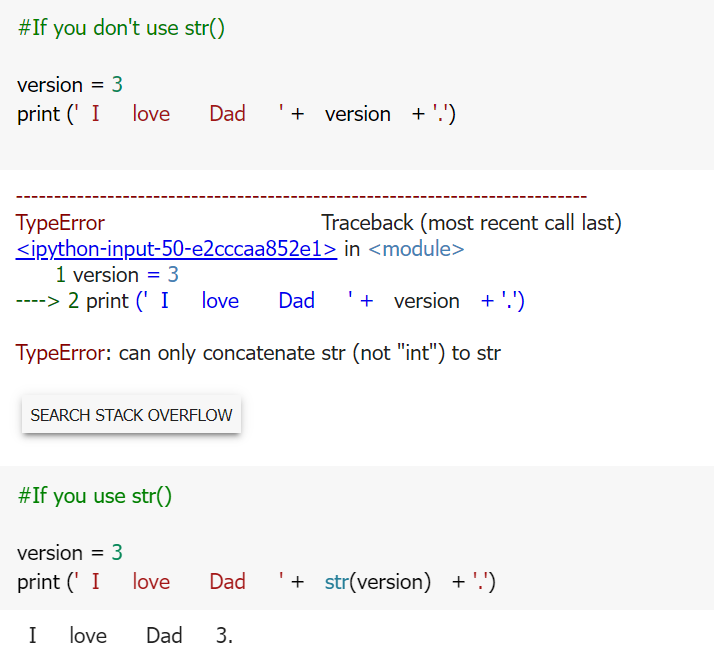 #If you don't use str()
version = 3
print (' I love Dad ' + version + '.')
---------------------------------------------------------------------------
TypeError Traceback (most recent call last)
<ipython-input-50-e2cccaa852e1> in <module>
1 version = 3
----> 2 print (' I love Dad ' + version + '.')
TypeError: can only concatenate str (not "int") to str
SEARCH STACK OVERFLOW
#If you use str()
version = 3
print (' I love Dad ' + str(version) + '.')
I love Dad 3.